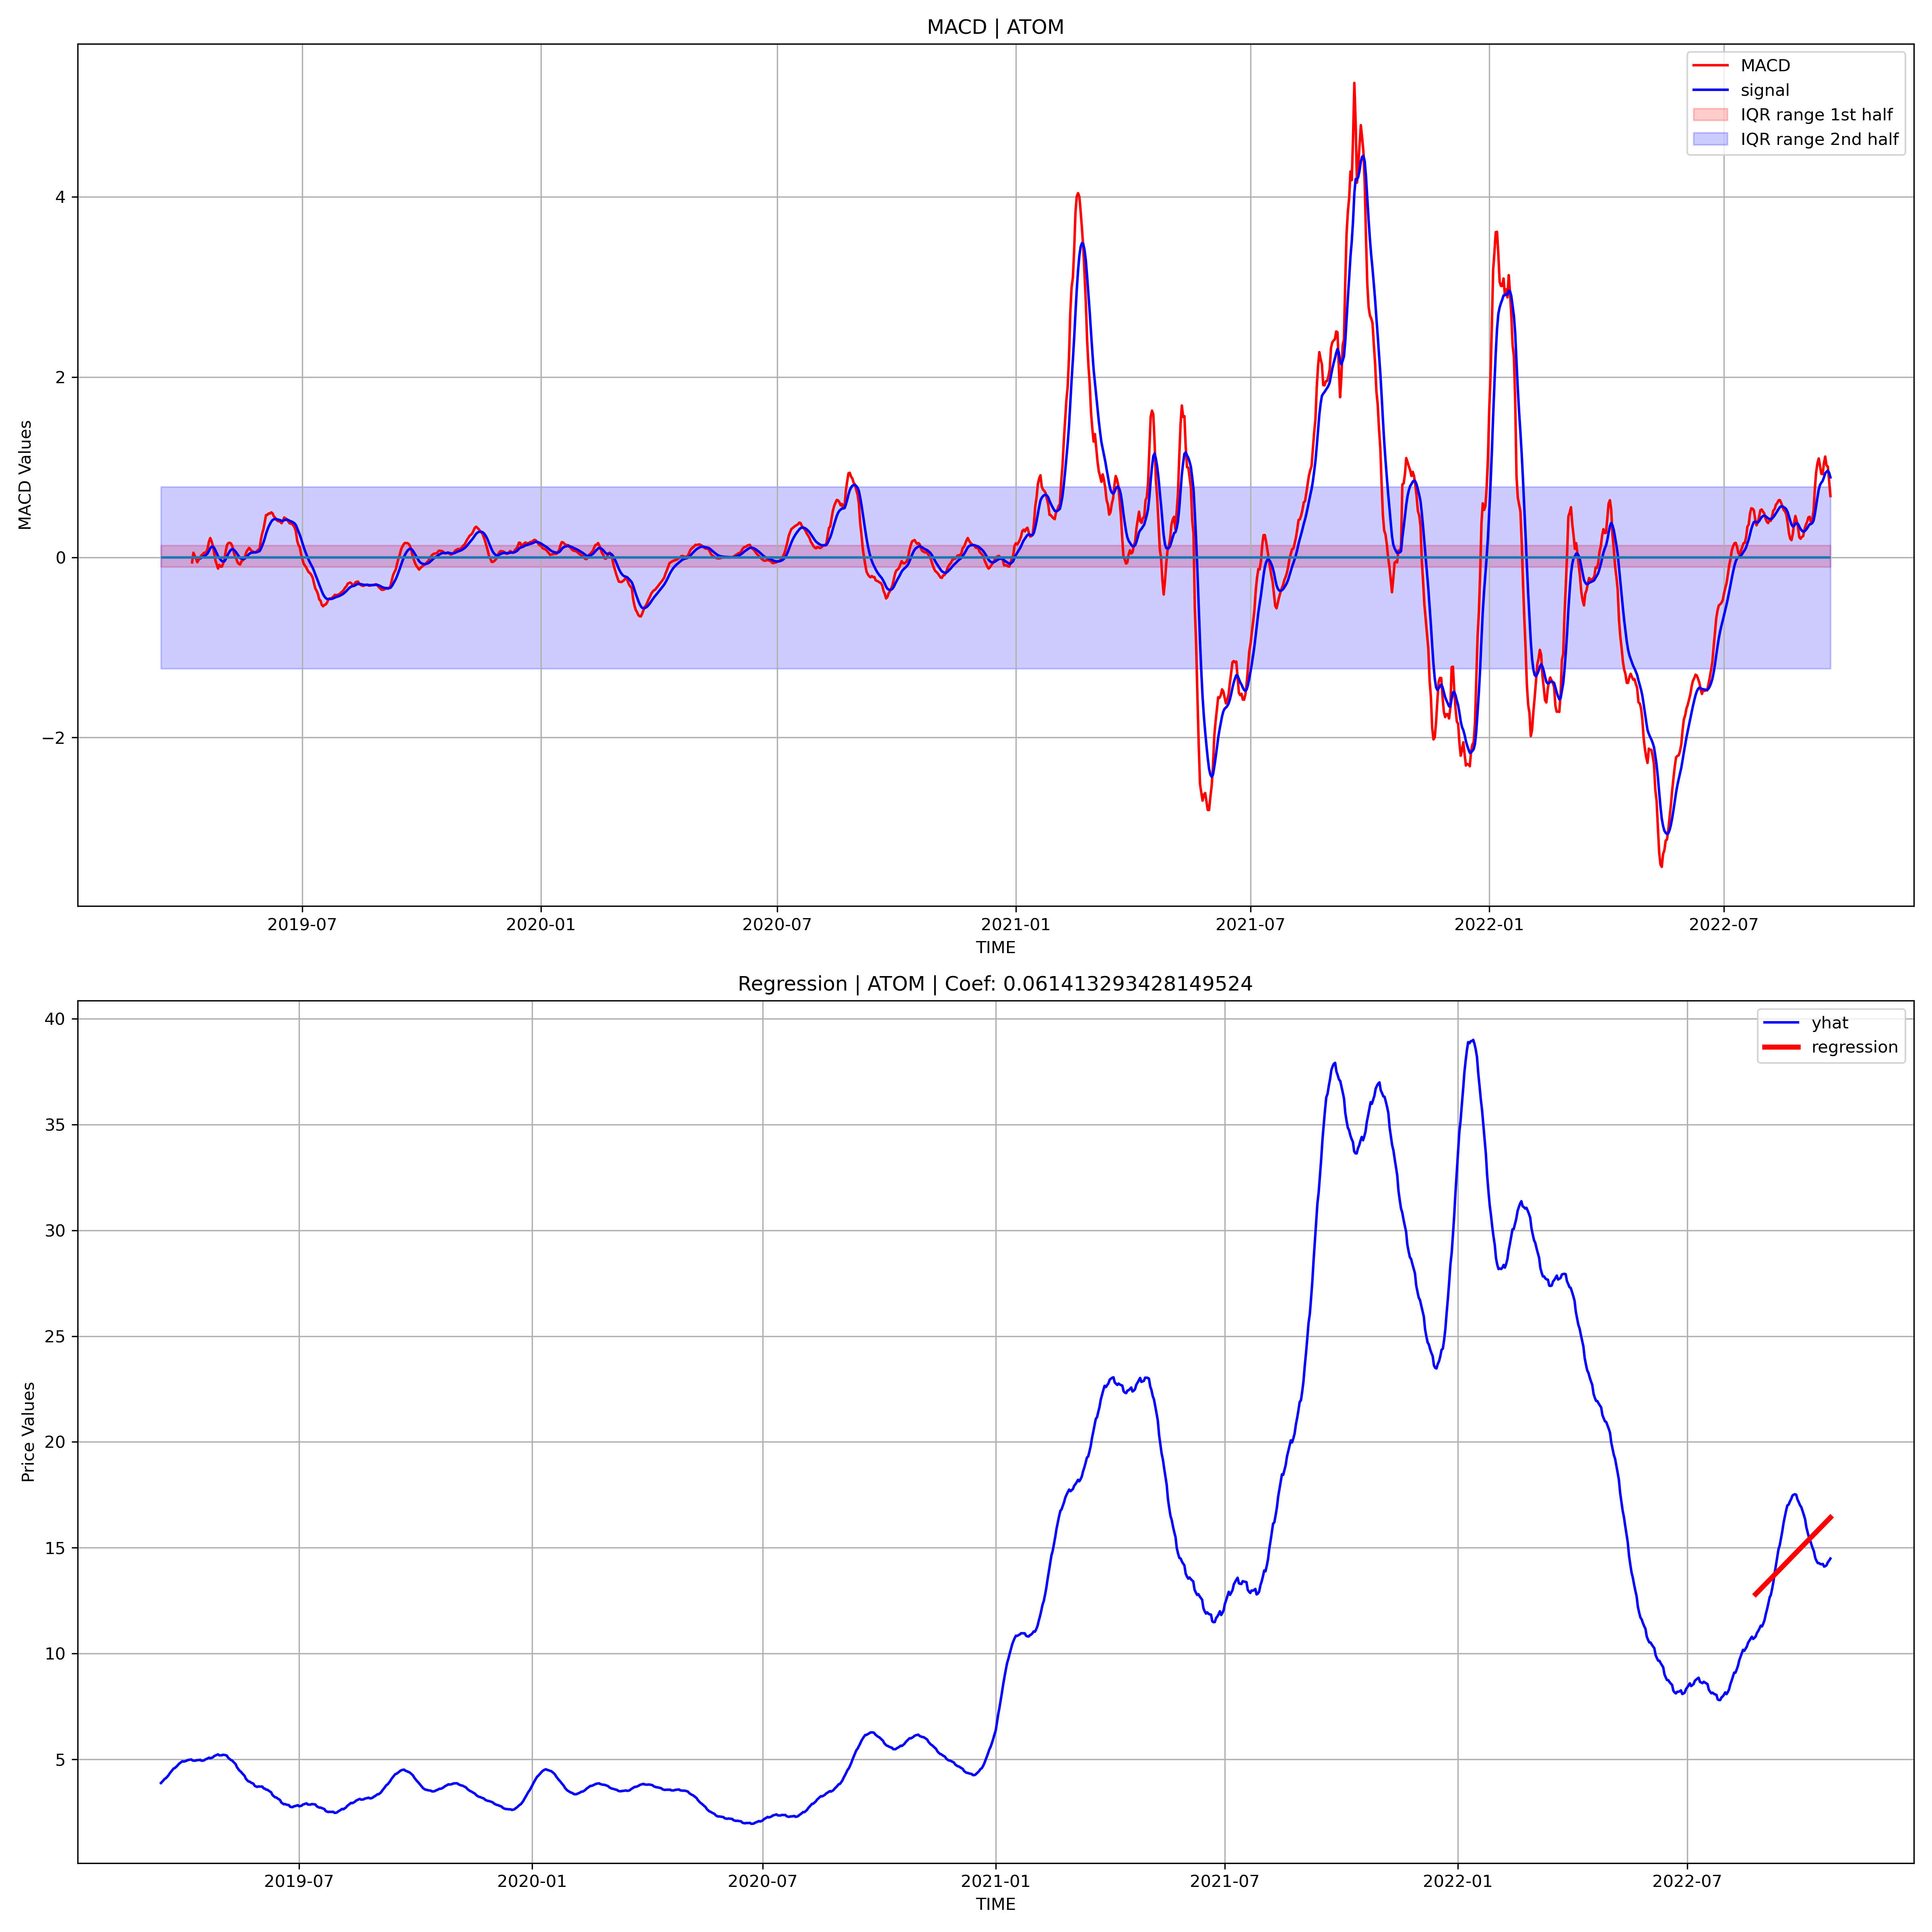 MACD | ATOM
MACD
signal
IQR range 1st half
IQR range 2nd half
MACD Values
4
2
0
−2
2019-07 2020-01 2020-07 2021-01 2021-07 2022-01 2022-07
TIME
Regression | ATOM | Coef: 0.061413293428149524
yhat
regression
Price Values
40
35
30
25
20
15
10
5
2019-07 2020-01 2020-07 2021-01 2021-07 2022-01 2022-07
TIME